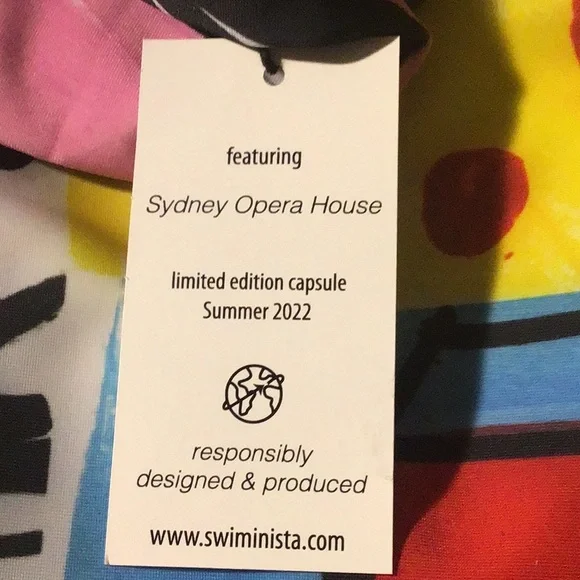 featuring
Sydney Opera House
limited edition capsule
Summer 2022
responsibly
designed & produced
www.swiminista.com